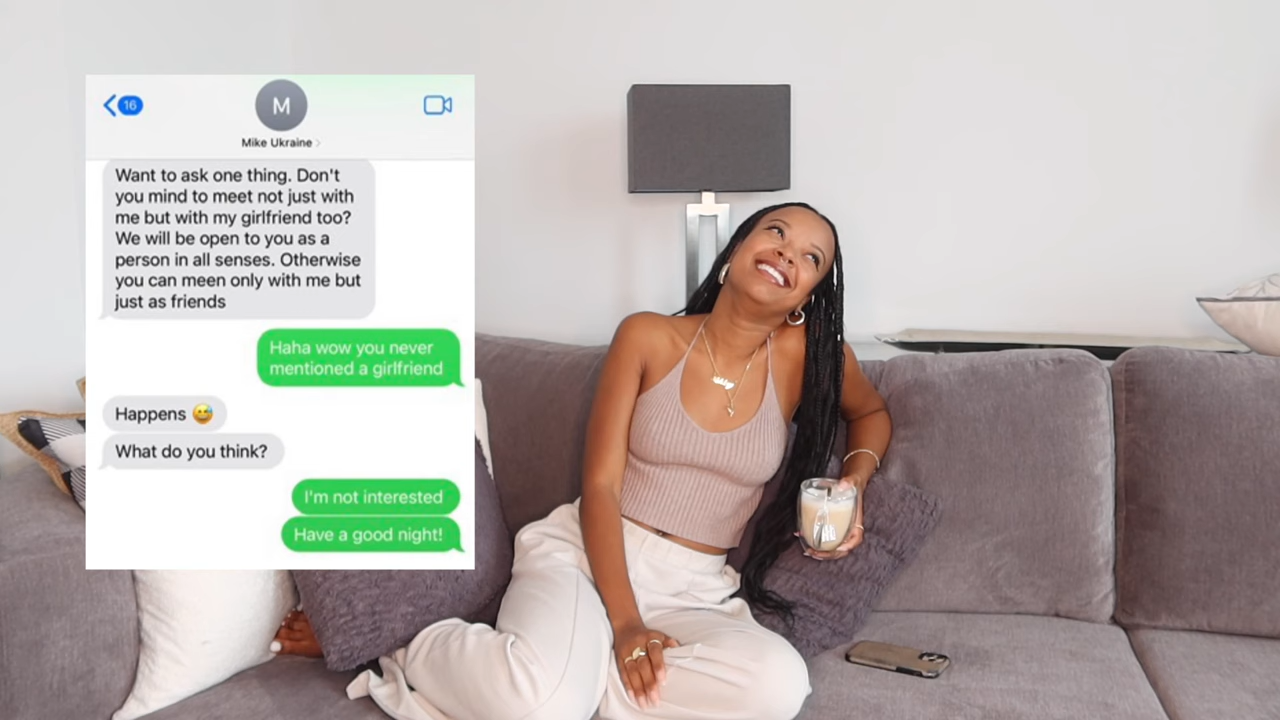 16
M
Mike Ukraine
Want to ask one thing. Don't
you mind to meet not just with
me but with my girlfriend too?
We will be open to you as a
person in all senses. Otherwise
you can meen only with me but
just as friends
Haha wow you never
mentioned a girlfriend
Happens 😅
What do you think?
I'm not interested
Have a good night!